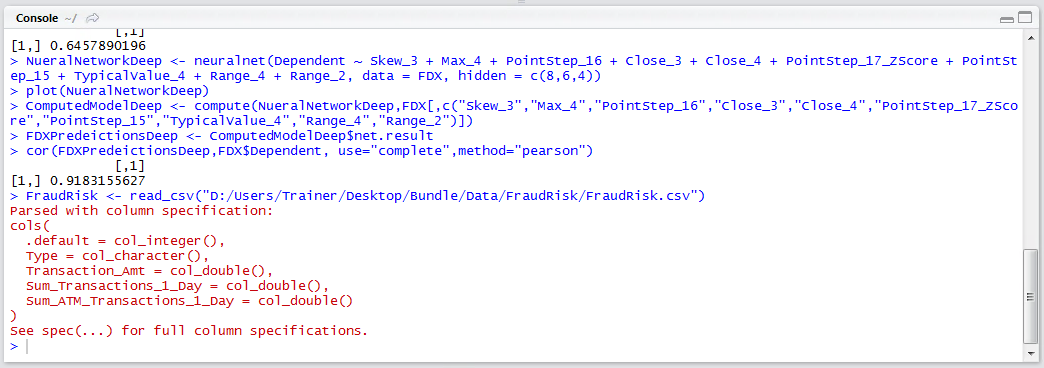 Console ~/
[,1]
[1,] 0.6457890196
> NueralNetworkDeep <- neuralnet(Dependent ~ Skew_3 + Max_4 + PointStep_16 + Close_3 + Close_4 + PointStep_17_ZScore + PointSt
ep_15 + TypicalValue_4 + Range_4 + Range_2, data = FDX, hidden = c(8,6,4))
> plot(NueralNetworkDeep)
> ComputedModelDeep <- compute(NueralNetworkDeep,FDX[,c("Skew_3","Max_4","PointStep_16","Close_3","Close_4","PointStep_17_ZSco
re","PointStep_15","TypicalValue_4","Range_4","Range_2")])
> FDXPredeictionsDeep <- ComputedModelDeep$net.result
> cor(FDXPredeictionsDeep,FDX$Dependent, use="complete",method="pearson")
[,1]
[1,] 0.9183155627
> FraudRisk <- read_csv("D:/Users/Trainer/Desktop/Bundle/Data/FraudRisk/FraudRisk.csv")
Parsed with column specification:
cols(
.default = col_integer(),
Type = col_character(),
Transaction_Amt = col_double(),
Sum_Transactions_1_Day = col_double(),
Sum_ATM_Transactions_1_Day = col_double()
)
See spec(...) for full column specifications.
>